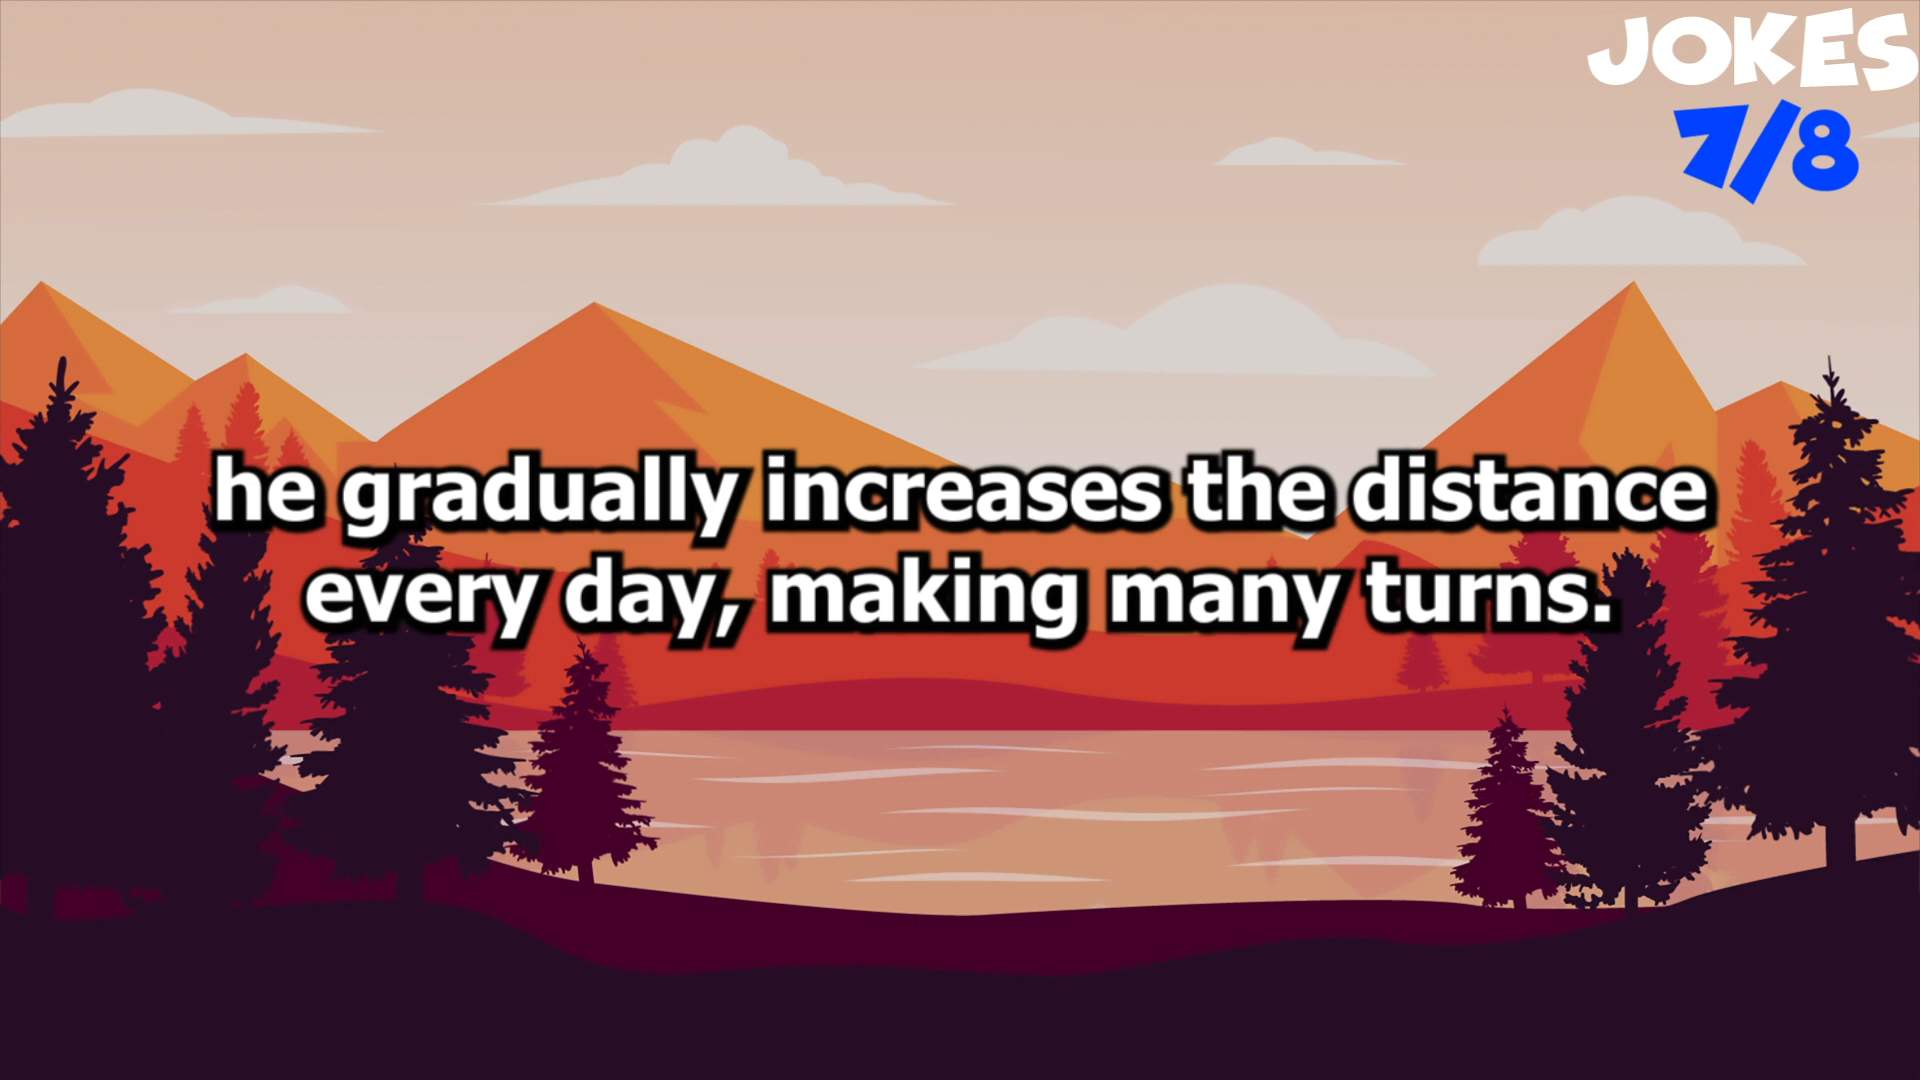 JOKES
7/8
he gradually increases the distance
every day, making many turns.